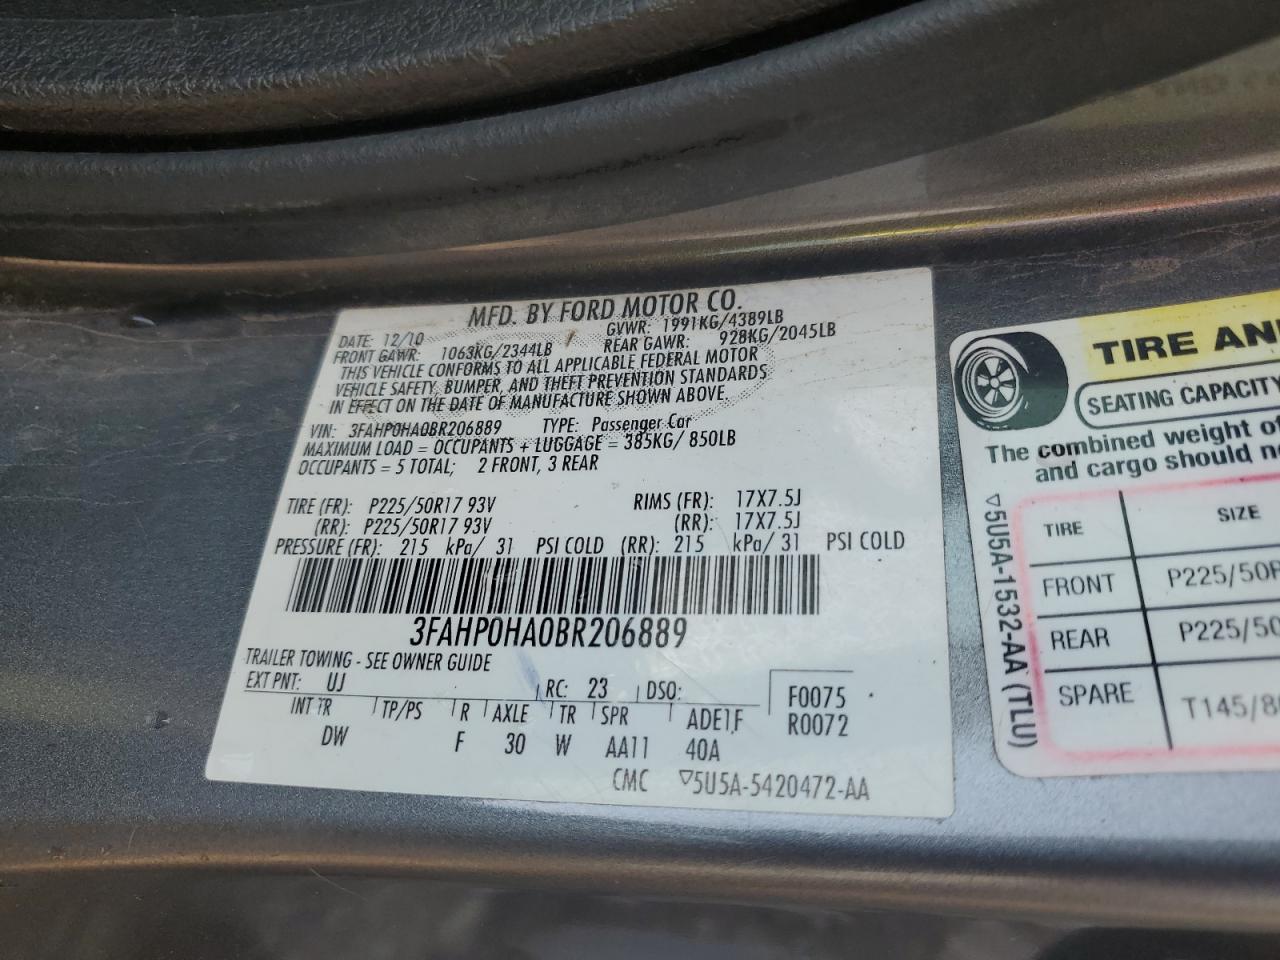 MFD. BY FORD MOTOR CO.
DATE: 12/10 GVWR: 1991KG/4389LB
FRONT GAWR: 1063KG/2344LB REAR GAWR: 928KG/2045LB
THIS VEHICLE CONFORMS TO ALL APPLICABLE FEDERAL MOTOR
VEHICLE SAFETY, BUMPER, AND THEFT PREVENTION STANDARDS
IN EFFECT ON THE DATE OF MANUFACTURE SHOWN ABOVE.
VIN: 3FAHP0HA0BR206889 TYPE: Passenger Car
MAXIMUM LOAD = OCCUPANTS + LUGGAGE = 385KG/ 850LB
OCCUPANTS = 5 TOTAL; 2 FRONT, 3 REAR
TIRE (FR): P225/50R17 93V RIMS (FR): 17X7.5J
(RR): P225/50R17 93V (RR): 17X7.5J
PRESSURE (FR): 215 kPa/ 31 PSI COLD (RR): 215 kPa/ 31 PSI COLD
3FAHP0HA0BR206889
TRAILER TOWING - SEE OWNER GUIDE
EXT PNT: UJ RC: 23 DSO: F0075
INT TR TP/PS R AXLE TR SPR R0072
DW F 30 W AA11 40A
CMC ▽5U5A-5420472-AA
TIRE AN
SEATING CAPACITY
The combined weight of
and cargo should n
▽5U5A-1532-AA (TLU)
TIRE SIZE
FRONT P225/50R
REAR P225/50
SPARE T145/8